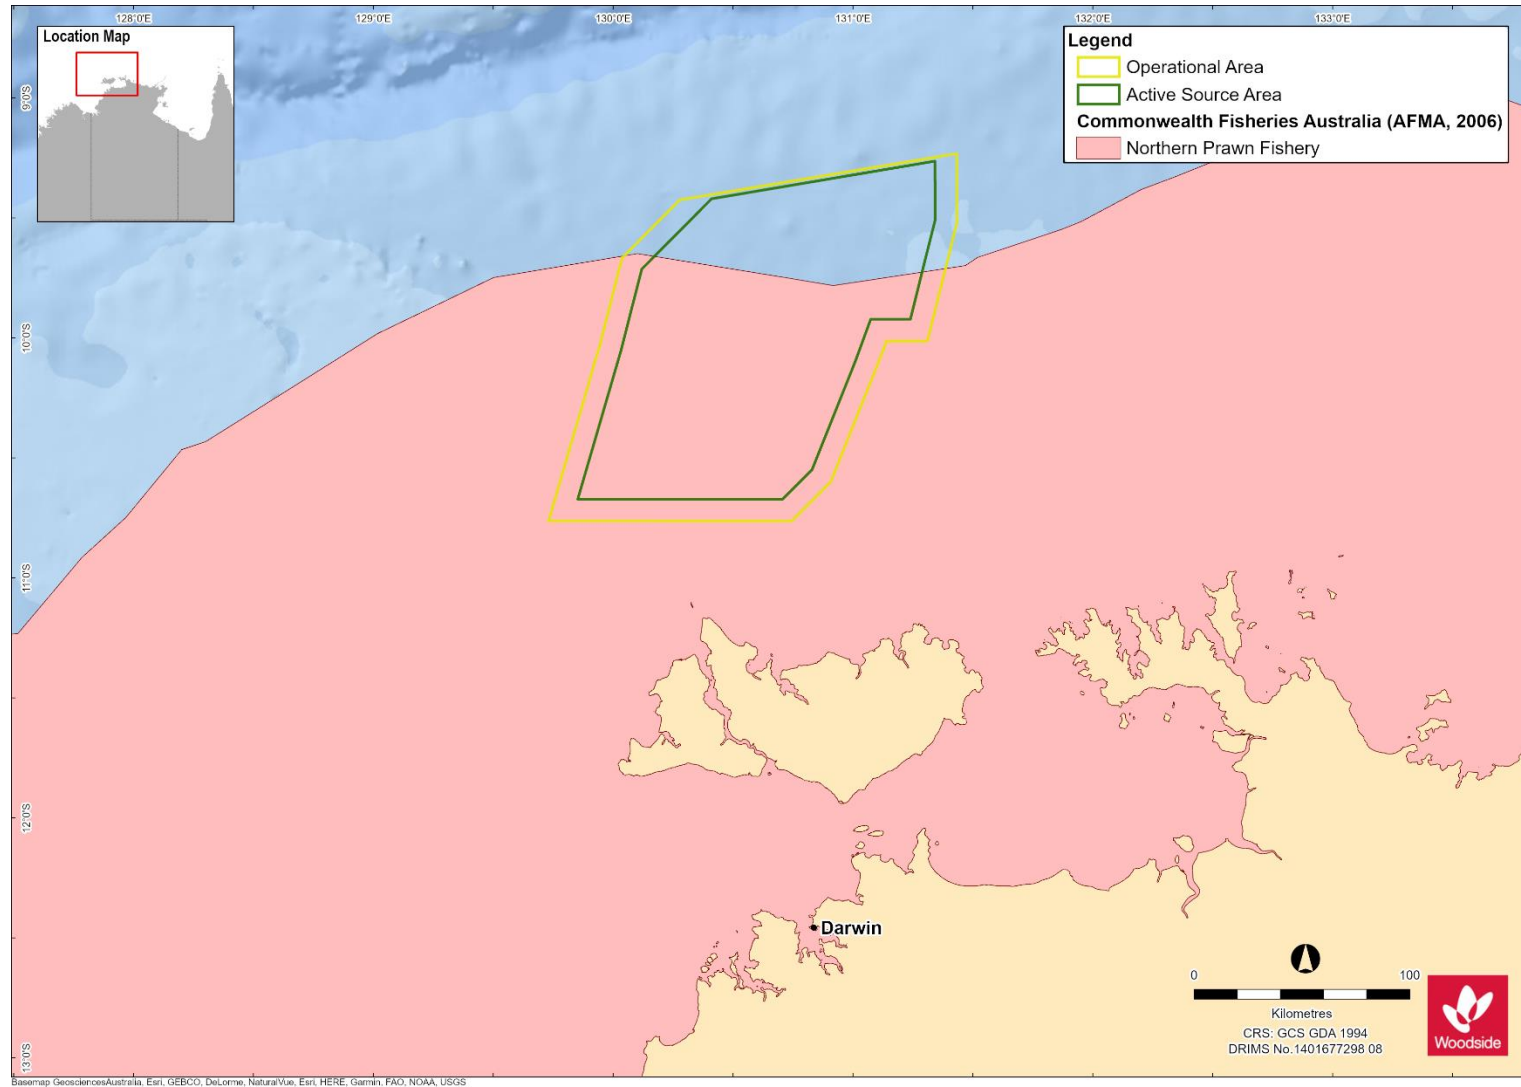 128°0'E
129°0'E
130°0'E
131°0'E
132°0'E
133°0'E
Location Map
Legend
Operational Area
Active Source Area
Commonwealth Fisheries Australia (AFMA, 2006)
Northern Prawn Fishery
9°0'S
10°0'S
11°0'S
12°0'S
13°0'S
Darwin
0 100
Kilometres
CRS: GCS GDA 1994
DRIMS No.1401677298 08
Woodside
Basemap GeosciencesAustralia, Esri, GEBCO, DeLorme, NaturalVue, Esri, HERE, Garmin, FAO, NOAA, USGS